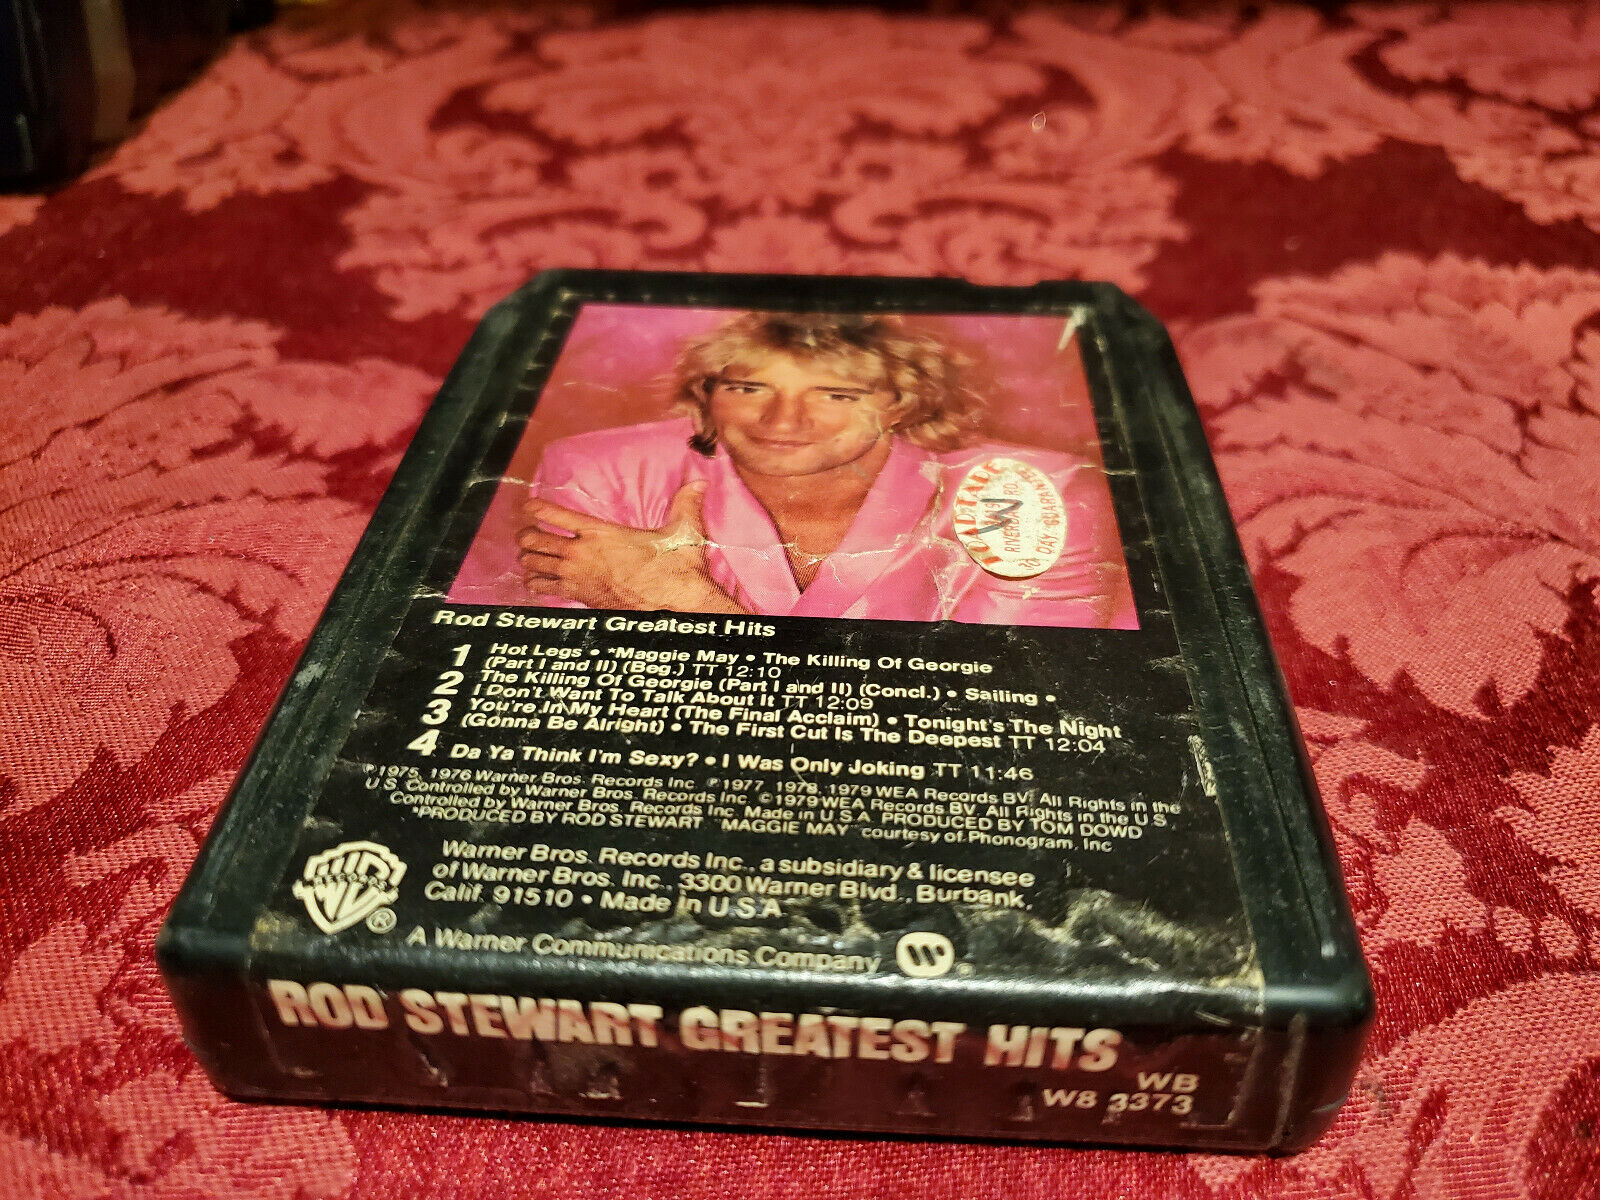 ROAD TAPE
W
RIVERDALE RD.
DAY GUARANTEE
Rod Stewart Greatest Hits
1 Hot Legs • *Maggie May • The Killing Of Georgie
(Part I and II) (Beg.) TT 12:10
2 The Killing Of Georgie (Part I and II) (Concl.) • Sailing •
I Don't Want To Talk About It TT 12:09
3 You're In My Heart (The Final Acclaim) • Tonight's The Night
(Gonna Be Alright) • The First Cut Is The Deepest TT 12:04
4 Da Ya Think I'm Sexy? • I Was Only Joking TT 11:46
℗1975, 1976 Warner Bros. Records Inc. ℗1977, 1978, 1979 WEA Records BV. All Rights in the
U.S. Controlled by Warner Bros. Records Inc. ©1979 WEA Records BV. All Rights in the U.S.
Controlled by Warner Bros. Records Inc. Made in U.S.A. PRODUCED BY TOM DOWD
*PRODUCED BY ROD STEWART "MAGGIE MAY" courtesy of Phonogram, Inc
WB
RECORDS
®
Warner Bros. Records Inc., a subsidiary & licensee
of Warner Bros. Inc., 3300 Warner Blvd., Burbank,
Calif. 91510 • Made in U.S.A.
A Warner Communications Company
ROD STEWART GREATEST HITS
WB
W8 3373